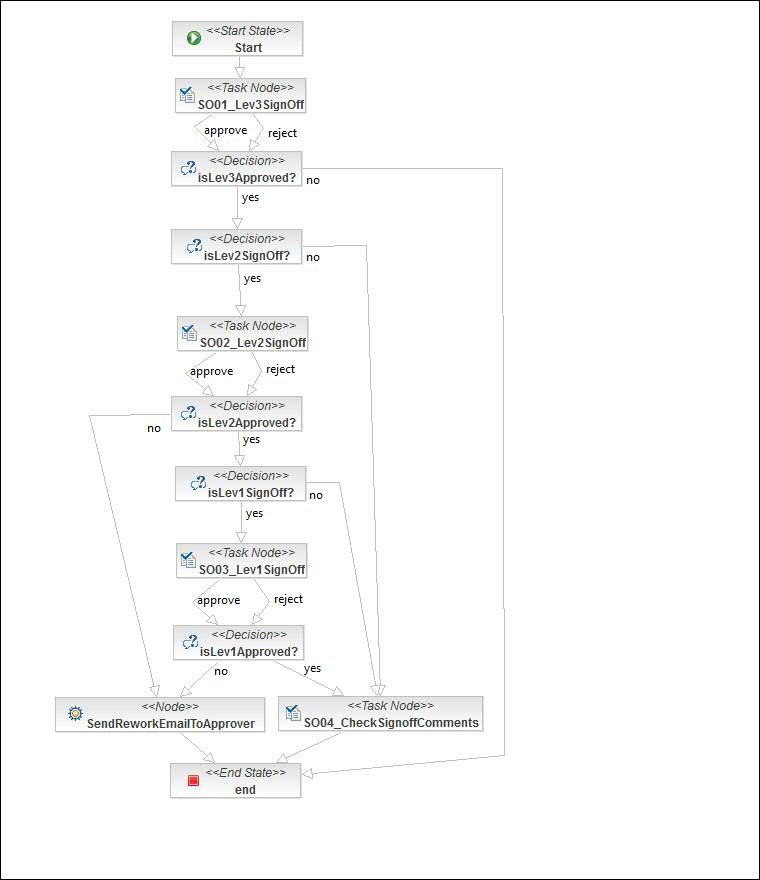 <<Start State>>
Start
<<Task Node>>
SO01_Lev3SignOff
approve
reject
<<Decision>>
isLev3Approved?
no
yes
<<Decision>>
isLev2SignOff?
no
yes
<<Task Node>>
SO02_Lev2SignOff
approve
reject
<<Decision>>
isLev2Approved?
no
yes
<<Decision>>
isLev1SignOff?
no
yes
<<Task Node>>
SO03_Lev1SignOff
approve
reject
<<Decision>>
isLev1Approved?
no
yes
<<Node>>
SendReworkEmailToApprover
<<Task Node>>
SO04_CheckSignoffComments
<<End State>>
end